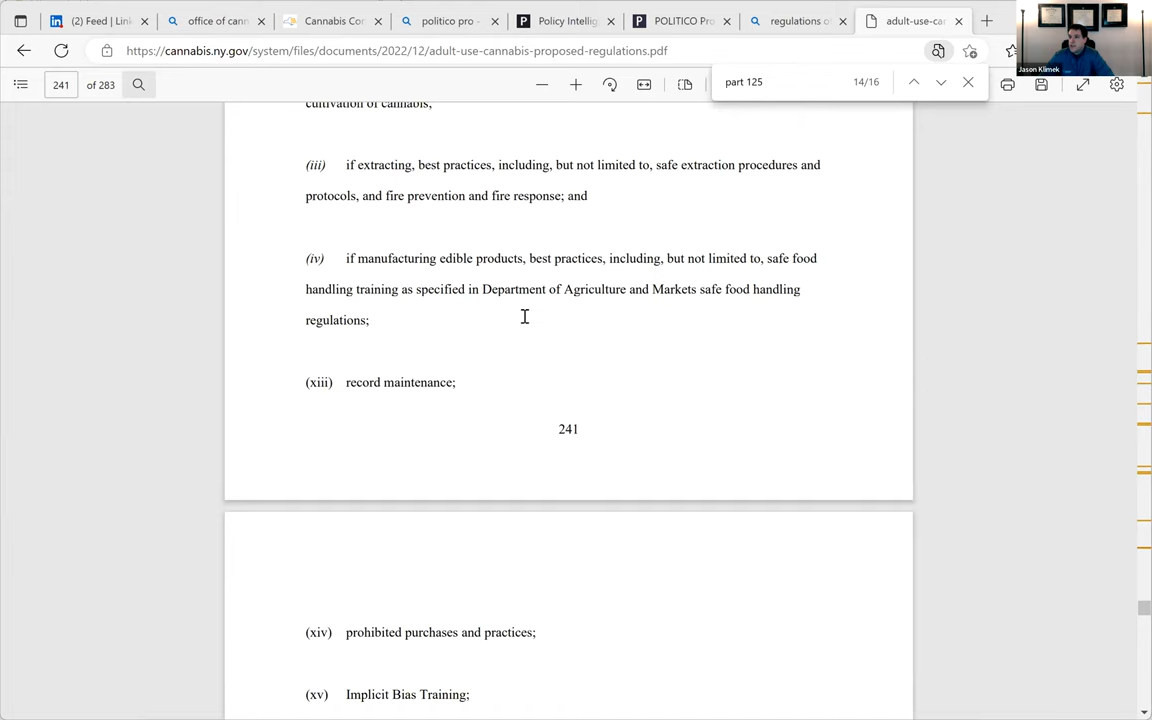 (2) Feed | Link
office of cann
Cannabis Con
politico pro -
Policy Intellig
POLITICO Pro
regulations of
adult-use-can
https://cannabis.ny.gov/system/files/documents/2022/12/adult-use-cannabis-proposed-regulations.pdf
Jason Klimek
241 of 283
part 125 14/16
cultivation of cannabis;
(iii) if extracting, best practices, including, but not limited to, safe extraction procedures and
protocols, and fire prevention and fire response; and
(iv) if manufacturing edible products, best practices, including, but not limited to, safe food
handling training as specified in Department of Agriculture and Markets safe food handling
regulations;
(xiii) record maintenance;
241
(xiv) prohibited purchases and practices;
(xv) Implicit Bias Training;